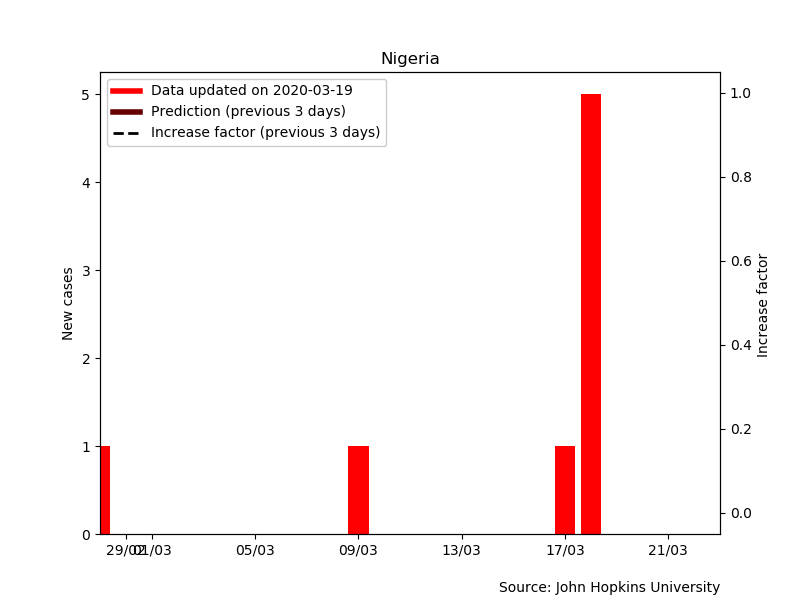 Nigeria
Data updated on 2020-03-19
Prediction (previous 3 days)
Increase factor (previous 3 days)
New cases
5
4
3
2
1
0
1.0
0.8
0.6
0.4
0.2
0.0
Increase factor
29/02 01/03 05/03 09/03 13/03 17/03 21/03
Source: John Hopkins University